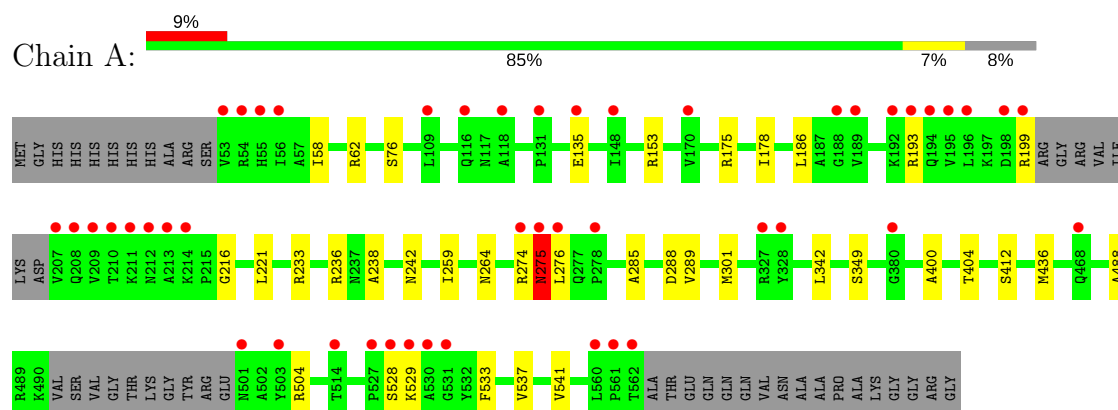 9%
Chain A:
85% 7% 8%
MET GLY HIS HIS HIS HIS HIS HIS ALA ARG SER V53 R54 H55 I56 A57 I58 R62 S76 L109 Q116 N117 A118 P131 E135 I148 R153 V170 R175 I178 L186 A187 G188 V189 K192 R193 Q194 V195 L196 K197 D198 R199 ARG GLY ARG VAL ILE
LYS ASP V207 Q208 V209 T210 K211 N212 A213 K214 P215 G216 L221 R233 R236 N237 A238 N242 I259 N264 R274 N275 L276 Q277 P278 A285 D288 V289 M301 R327 Y328 L342 S349 G380 A400 T404 S412 M436 Q468 A488
R489 K490 VAL SER VAL GLY THR LYS GLY TYR ARG GLU N501 A502 Y503 R504 T514 P527 S528 K529 A530 G531 Y532 F533 V537 V541 L560 P561 T562 ALA THR GLU GLN GLN GLN VAL ASN ALA ALA PRO ALA LYS GLY GLY ARG GLY